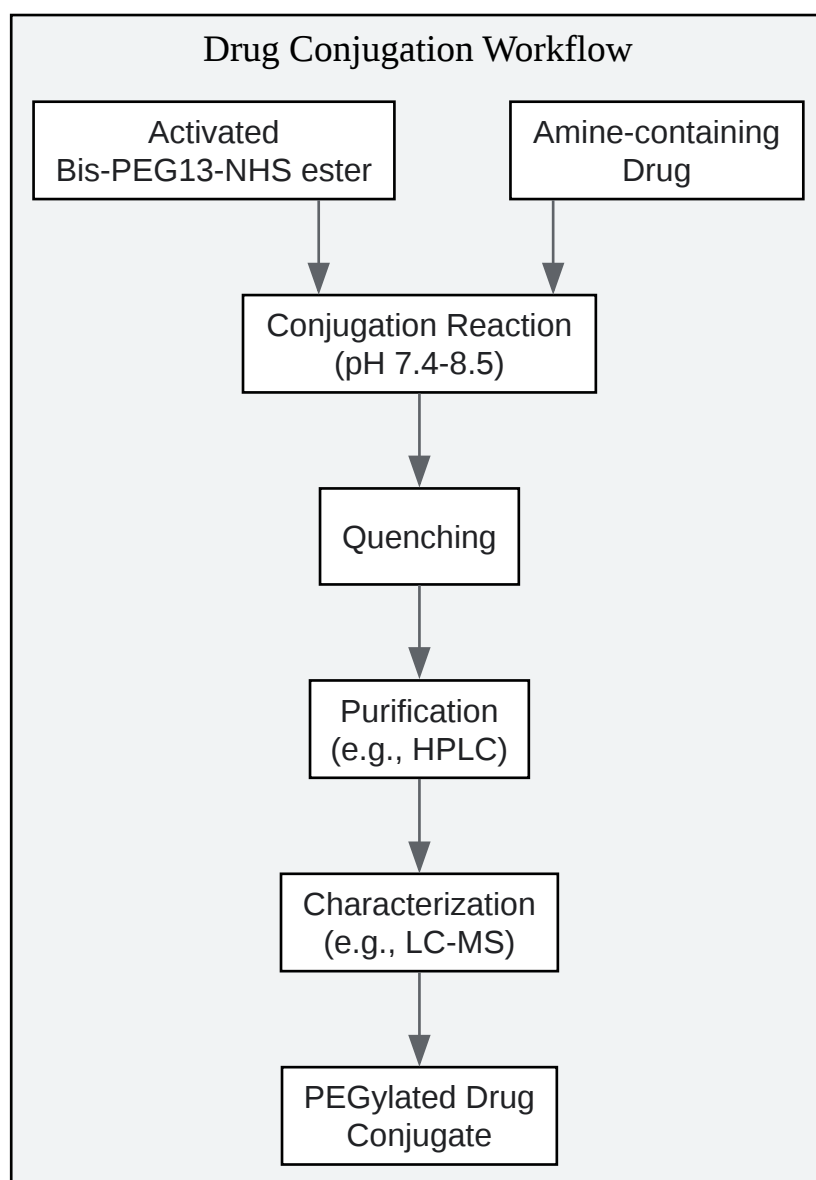 Drug Conjugation Workflow
Activated
Bis-PEG13-NHS ester
Amine-containing
Drug
Conjugation Reaction
(pH 7.4-8.5)
Quenching
Purification
(e.g., HPLC)
Characterization
(e.g., LC-MS)
PEGylated Drug
Conjugate